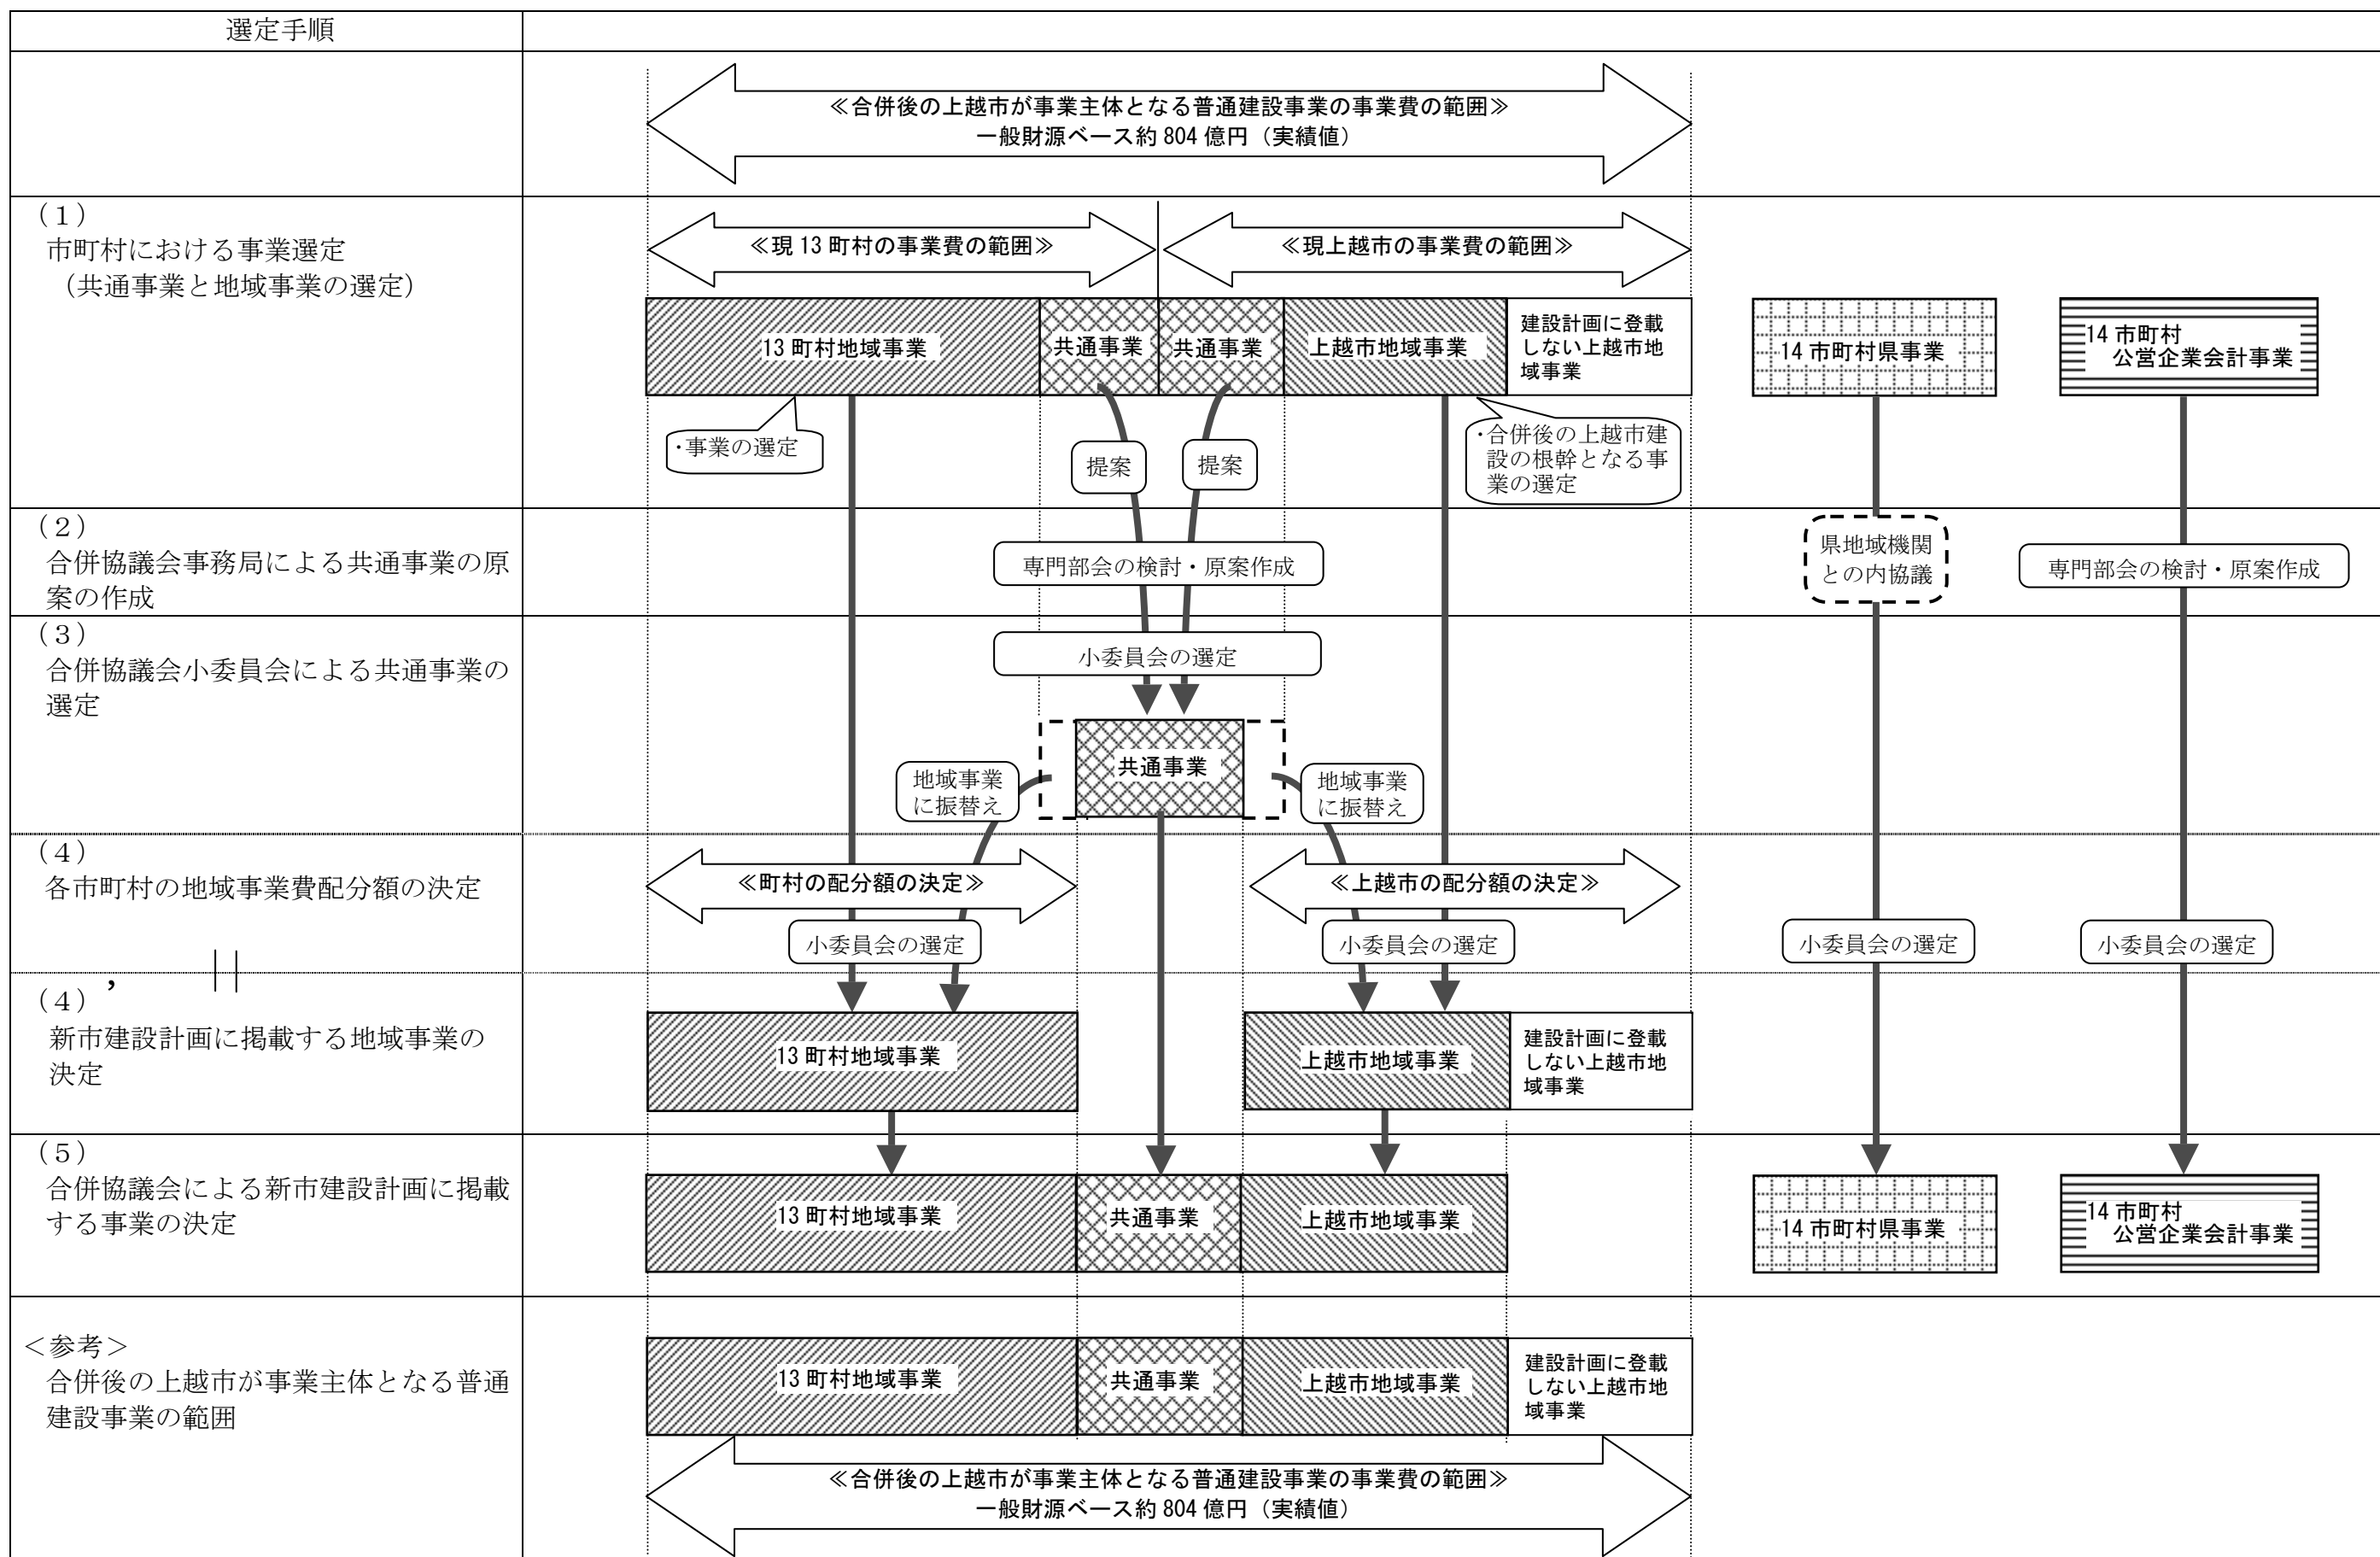 選定手順
≪合併後の上越市が事業主体となる普通建設事業の事業費の範囲≫
一般財源ベース約 804 億円（実績値）
（１）
市町村における事業選定
（共通事業と地域事業の選定）
≪現 13 町村の事業費の範囲≫
≪現上越市の事業費の範囲≫
13 町村地域事業
共通事業
共通事業
上越市地域事業
建設計画に登載
しない上越市地
域事業
14 市町村県事業
14 市町村
公営企業会計事業
・事業の選定
提案
提案
・合併後の上越市建
設の根幹となる事
業の選定
（２）
合併協議会事務局による共通事業の原
案の作成
専門部会の検討・原案作成
県地域機関
との内協議
専門部会の検討・原案作成
（３）
合併協議会小委員会による共通事業の
選定
小委員会の選定
共通事業
地域事業
に振替え
地域事業
に振替え
（４）
各市町村の地域事業費配分額の決定
≪町村の配分額の決定≫
≪上越市の配分額の決定≫
小委員会の選定
小委員会の選定
小委員会の選定
小委員会の選定
（４）’
新市建設計画に掲載する地域事業の
決定
13 町村地域事業
上越市地域事業
建設計画に登載
しない上越市地
域事業
（５）
合併協議会による新市建設計画に掲載
する事業の決定
13 町村地域事業
共通事業
上越市地域事業
14 市町村県事業
14 市町村
公営企業会計事業
＜参考＞
合併後の上越市が事業主体となる普通
建設事業の範囲
13 町村地域事業
共通事業
上越市地域事業
建設計画に登載
しない上越市地
域事業
≪合併後の上越市が事業主体となる普通建設事業の事業費の範囲≫
一般財源ベース約 804 億円（実績値）